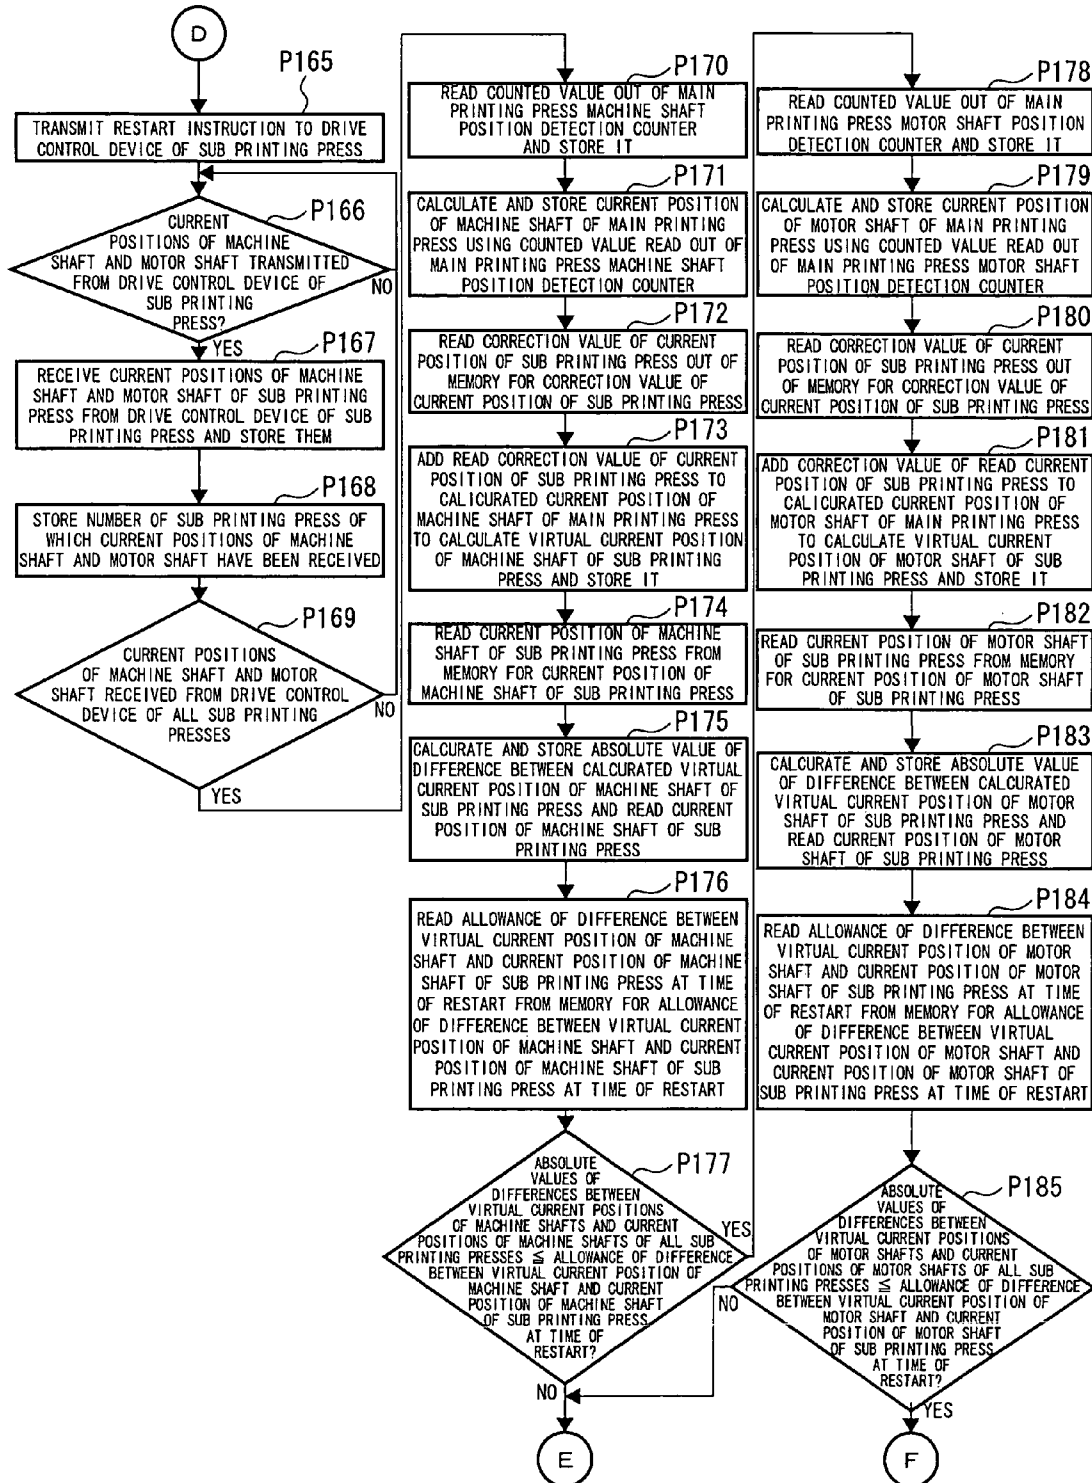 D
P165
TRANSMIT RESTART INSTRUCTION TO DRIVE
CONTROL DEVICE OF SUB PRINTING PRESS
P166
CURRENT
POSITIONS OF MACHINE
SHAFT AND MOTOR SHAFT TRANSMITTED
FROM DRIVE CONTROL DEVICE OF
SUB PRINTING
PRESS?
NO
YES
P167
RECEIVE CURRENT POSITIONS OF MACHINE
SHAFT AND MOTOR SHAFT OF SUB PRINTING
PRESS FROM DRIVE CONTROL DEVICE OF SUB
PRINTING PRESS AND STORE THEM
P168
STORE NUMBER OF SUB PRINTING PRESS OF
WHICH CURRENT POSITIONS OF MACHINE
SHAFT AND MOTOR SHAFT HAVE BEEN RECEIVED
P169
CURRENT POSITIONS
OF MACHINE SHAFT AND MOTOR
SHAFT RECEIVED FROM DRIVE CONTROL
DEVICE OF ALL SUB PRINTING
PRESSES
NO
YES
P170
READ COUNTED VALUE OUT OF MAIN
PRINTING PRESS MACHINE SHAFT
POSITION DETECTION COUNTER
AND STORE IT
P171
CALCULATE AND STORE CURRENT POSITION
OF MACHINE SHAFT OF MAIN PRINTING
PRESS USING COUNTED VALUE READ OUT OF
MAIN PRINTING PRESS MACHINE SHAFT
POSITION DETECTION COUNTER
P172
READ CORRECTION VALUE OF CURRENT
POSITION OF SUB PRINTING PRESS OUT OF
MEMORY FOR CORRECTION VALUE OF
CURRENT POSITION OF SUB PRINTING PRESS
P173
ADD READ CORRECTION VALUE OF CURRENT
POSITION OF SUB PRINTING PRESS TO
CALICURATED CURRENT POSITION OF
MACHINE SHAFT OF MAIN PRINTING PRESS
TO CALCULATE VIRTUAL CURRENT POSITION
OF MACHINE SHAFT OF SUB PRINTING
PRESS AND STORE IT
P174
READ CURRENT POSITION OF MACHINE
SHAFT OF SUB PRINTING PRESS FROM
MEMORY FOR CURRENT POSITION OF
MACHINE SHAFT OF SUB PRINTING PRESS
P175
CALCURATE AND STORE ABSOLUTE VALUE OF
DIFFERENCE BETWEEN CALCURATED VIRTUAL
CURRENT POSITION OF MACHINE SHAFT OF
SUB PRINTING PRESS AND READ CURRENT
POSITION OF MACHINE SHAFT OF SUB
PRINTING PRESS
P176
READ ALLOWANCE OF DIFFERENCE BETWEEN
VIRTUAL CURRENT POSITION OF MACHINE
SHAFT AND CURRENT POSITION OF MACHINE
SHAFT OF SUB PRINTING PRESS AT TIME
OF RESTART FROM MEMORY FOR ALLOWANCE
OF DIFFERENCE BETWEEN VIRTUAL CURRENT
POSITION OF MACHINE SHAFT AND CURRENT
POSITION OF MACHINE SHAFT OF SUB
PRINTING PRESS AT TIME OF RESTART
P177
ABSOLUTE
VALUES OF
DIFFERENCES BETWEEN
VIRTUAL CURRENT POSITIONS
OF MACHINE SHAFTS AND CURRENT
POSITIONS OF MACHINE SHAFTS OF ALL SUB
PRINTING PRESSES ≦ ALLOWANCE OF DIFFERENCE
BETWEEN VIRTUAL CURRENT POSITION OF
MACHINE SHAFT AND CURRENT
POSITION OF MACHINE SHAFT
OF SUB PRINTING PRESS
AT TIME OF
RESTART?
YES
NO
E
P178
READ COUNTED VALUE OUT OF MAIN
PRINTING PRESS MOTOR SHAFT POSITION
DETECTION COUNTER AND STORE IT
P179
CALCULATE AND STORE CURRENT POSITION
OF MOTOR SHAFT OF MAIN PRINTING
PRESS USING COUNTED VALUE READ OUT
OF MAIN PRINTING PRESS MOTOR SHAFT
POSITION DETECTION COUNTER
P180
READ CORRECTION VALUE OF CURRENT
POSITION OF SUB PRINTING PRESS OUT
OF MEMORY FOR CORRECTION VALUE OF
CURRENT POSITION OF SUB PRINTING PRESS
P181
ADD CORRECTION VALUE OF READ CURRENT
POSITION OF SUB PRINTING PRESS TO
CALICURATED CURRENT POSITION OF
MOTOR SHAFT OF MAIN PRINTING PRESS
TO CALCULATE VIRTUAL CURRENT
POSITION OF MOTOR SHAFT OF SUB
PRINTING PRESS AND STORE IT
P182
READ CURRENT POSITION OF MOTOR SHAFT
OF SUB PRINTING PRESS FROM MEMORY
FOR CURRENT POSITION OF MOTOR SHAFT
OF SUB PRINTING PRESS
P183
CALCURATE AND STORE ABSOLUTE VALUE
OF DIFFERENCE BETWEEN CALCURATED
VIRTUAL CURRENT POSITION OF MOTOR
SHAFT OF SUB PRINTING PRESS AND
READ CURRENT POSITION OF MOTOR
SHAFT OF SUB PRINTING PRESS
P184
READ ALLOWANCE OF DIFFERENCE BETWEEN
VIRTUAL CURRENT POSITION OF MOTOR
SHAFT AND CURRENT POSITION OF MOTOR
SHAFT OF SUB PRINTING PRESS AT TIME
OF RESTART FROM MEMORY FOR ALLOWANCE
OF DIFFERENCE BETWEEN VIRTUAL
CURRENT POSITION OF MOTOR SHAFT AND
CURRENT POSITION OF MOTOR SHAFT OF
SUB PRINTING PRESS AT TIME OF RESTART
P185
ABSOLUTE
VALUES OF
DIFFERENCES BETWEEN
VIRTUAL CURRENT POSITIONS
OF MOTOR SHAFTS AND CURRENT
POSITIONS OF MOTOR SHAFTS OF ALL SUB
PRINTING PRESSES ≦ ALLOWANCE OF DIFFERENCE
BETWEEN VIRTUAL CURRENT POSITION OF
MOTOR SHAFT AND CURRENT
POSITION OF MOTOR SHAFT
OF SUB PRINTING PRESS
AT TIME OF
RESTART?
NO
YES
F